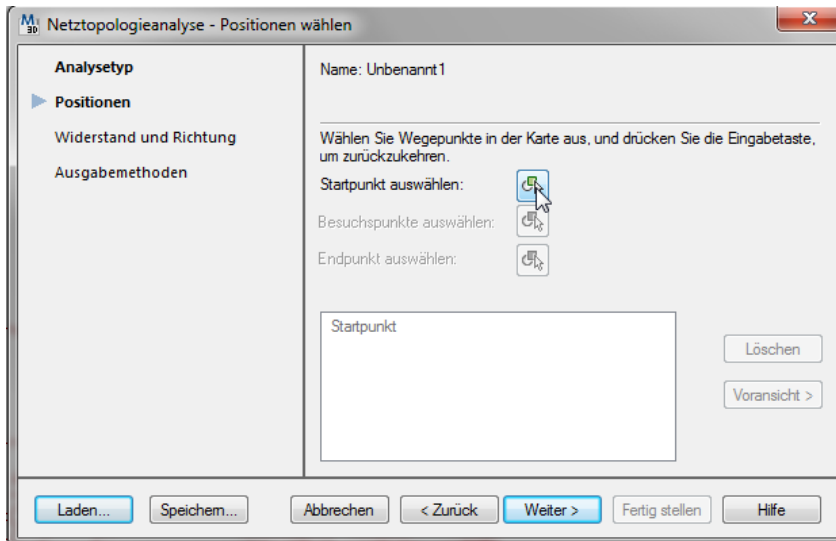 Netztopologieanalyse - Positionen wählen
Analysetyp
Positionen
Widerstand und Richtung
Ausgabemethoden
Name: Unbenannt1
Wählen Sie Wegepunkte in der Karte aus, und drücken Sie die Eingabetaste,
um zurückzukehren.
Startpunkt auswählen:
Besuchspunkte auswählen:
Endpunkt auswählen:
Startpunkt
Löschen
Voransicht >
Laden...
Speichern...
Abbrechen
< Zurück
Weiter >
Fertig stellen
Hilfe